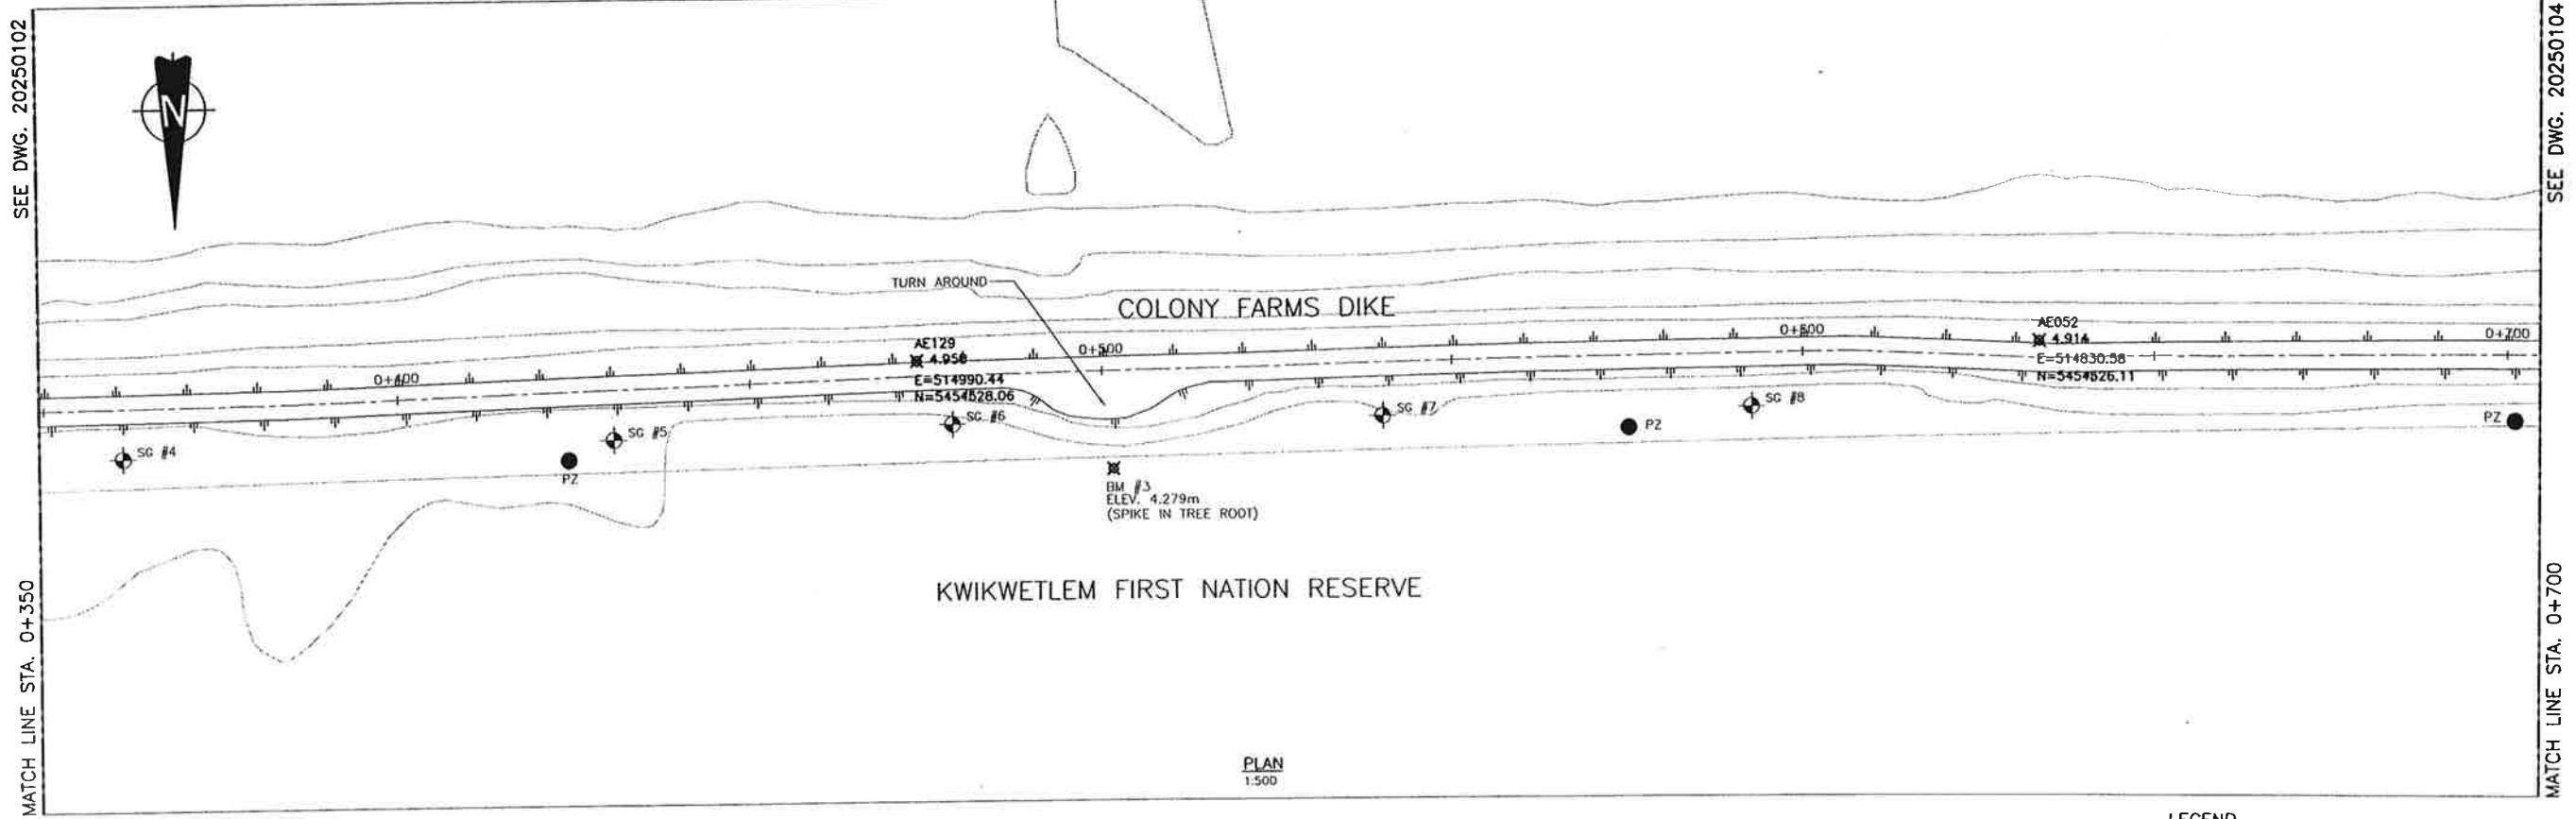 SEE DWG. 20250102
SEE DWG. 20250104
N
TURN AROUND
COLONY FARMS DIKE
AE129
4.958
E=514990.44
N=5454528.06
0+400
0+500
0+600
0+700
AE052
4.914
E=514830.58
N=5454526.11
SG #4
SG #5
SG #6
SG #7
SG #8
PZ
PZ
PZ
BM #3
ELEV. 4.279m
(SPIKE IN TREE ROOT)
KWIKWETLEM FIRST NATION RESERVE
MATCH LINE STA. 0+350
MATCH LINE STA. 0+700
PLAN
1:500
LEGEND